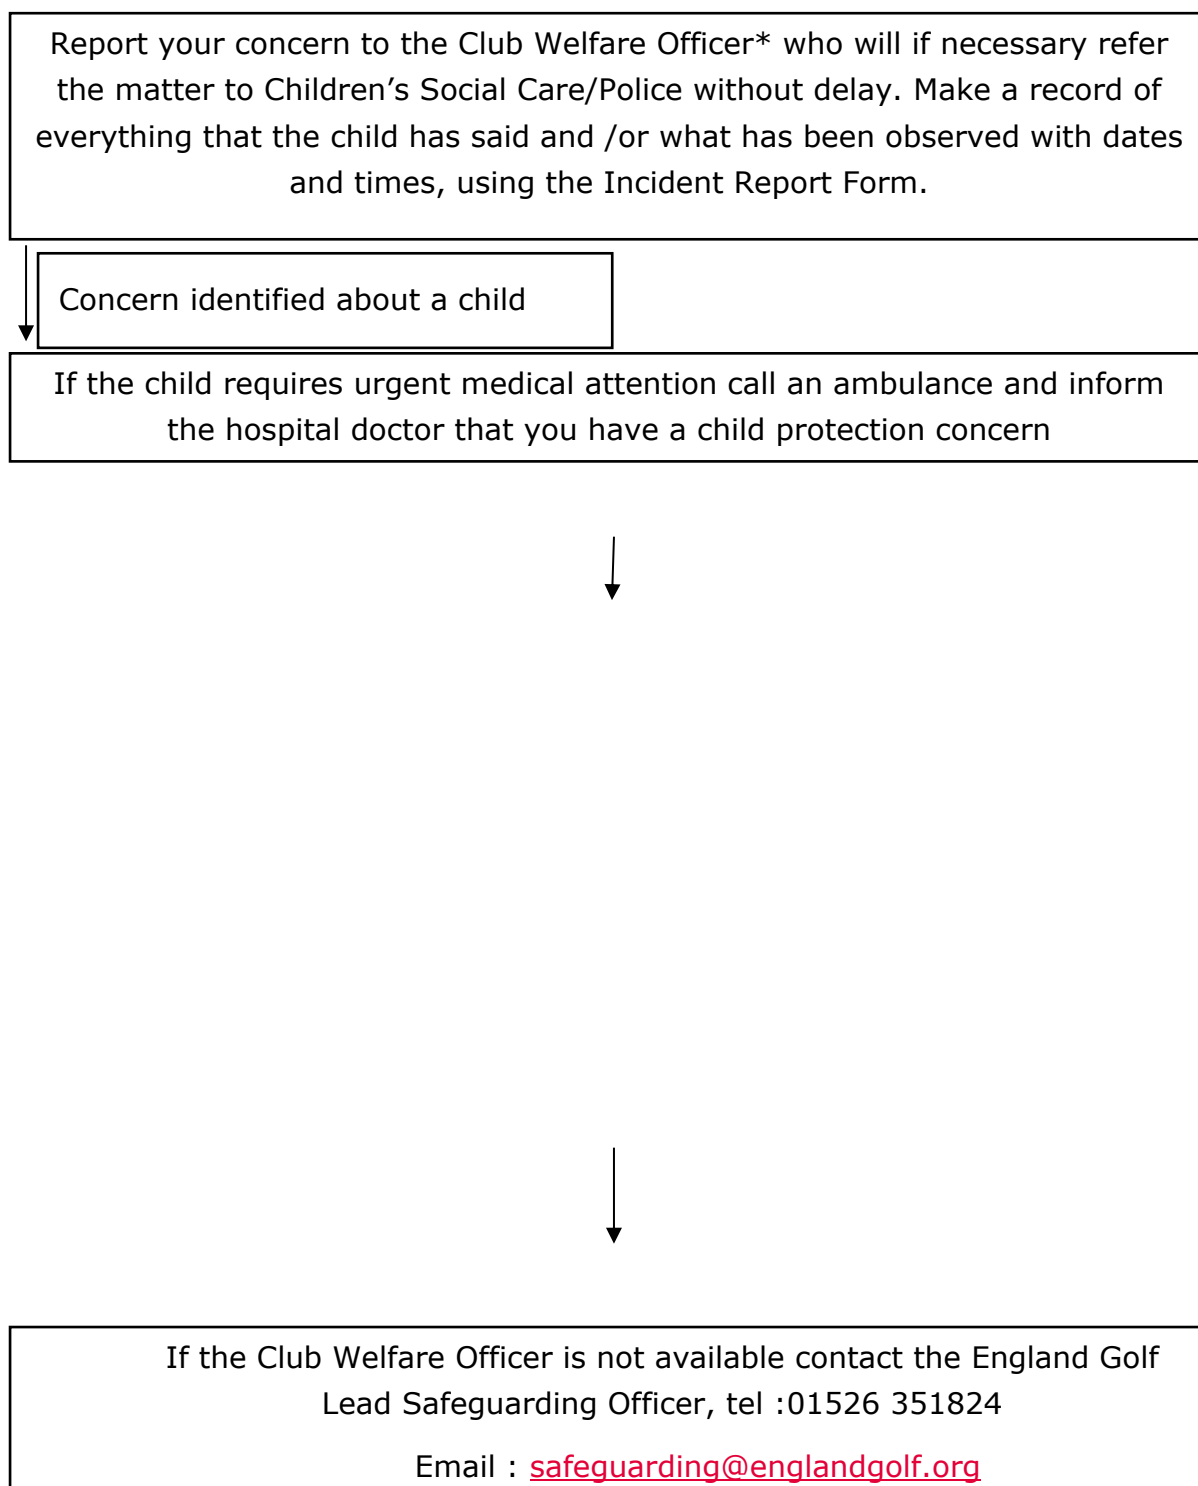 Report your concern to the Club Welfare Officer* who will if necessary refer
the matter to Children’s Social Care/Police without delay. Make a record of
everything that the child has said and /or what has been observed with dates
and times, using the Incident Report Form.
Concern identified about a child
If the child requires urgent medical attention call an ambulance and inform
the hospital doctor that you have a child protection concern
If the Club Welfare Officer is not available contact the England Golf
Lead Safeguarding Officer, tel :01526 351824
Email : safeguarding@englandgolf.org